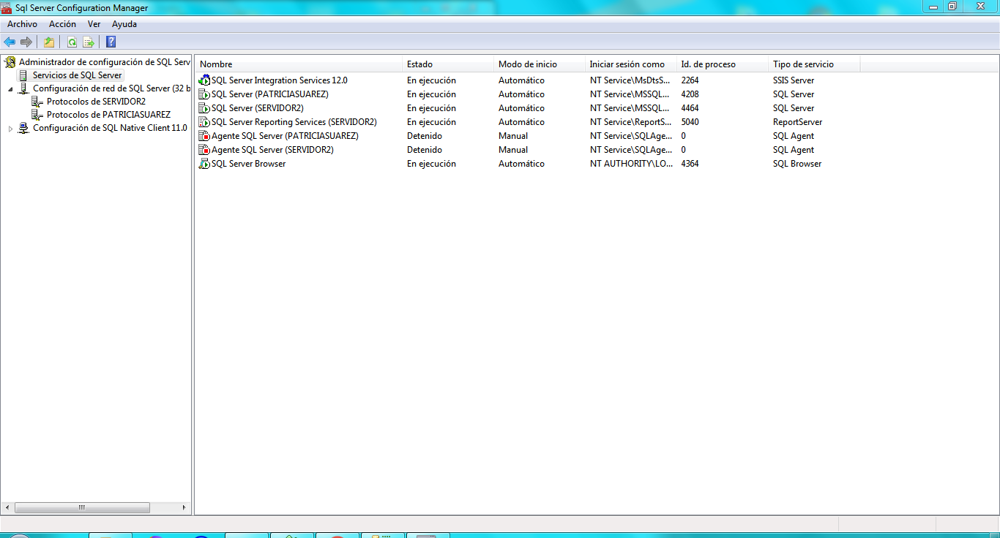 Sql Server Configuration Manager
Archivo Acción Ver Ayuda
Administrador de configuración de SQL Serv
Servicios de SQL Server
Configuración de red de SQL Server (32 b
Protocolos de SERVIDOR2
Protocolos de PATRICIASUAREZ
Configuración de SQL Native Client 11.0
Nombre Estado Modo de inicio Iniciar sesión como Id. de proceso Tipo de servicio
SQL Server Integration Services 12.0 En ejecución Automático NT Service\MsDtsS... 2264 SSIS Server
SQL Server (PATRICIASUAREZ) En ejecución Automático NT Service\MSSQL... 4208 SQL Server
SQL Server (SERVIDOR2) En ejecución Automático NT Service\MSSQL... 4464 SQL Server
SQL Server Reporting Services (SERVIDOR2) En ejecución Automático NT Service\ReportS... 5040 ReportServer
Agente SQL Server (PATRICIASUAREZ) Detenido Manual NT Service\SQLAge... 0 SQL Agent
Agente SQL Server (SERVIDOR2) Detenido Manual NT Service\SQLAge... 0 SQL Agent
SQL Server Browser En ejecución Automático NT AUTHORITY\LO... 4364 SQL Browser